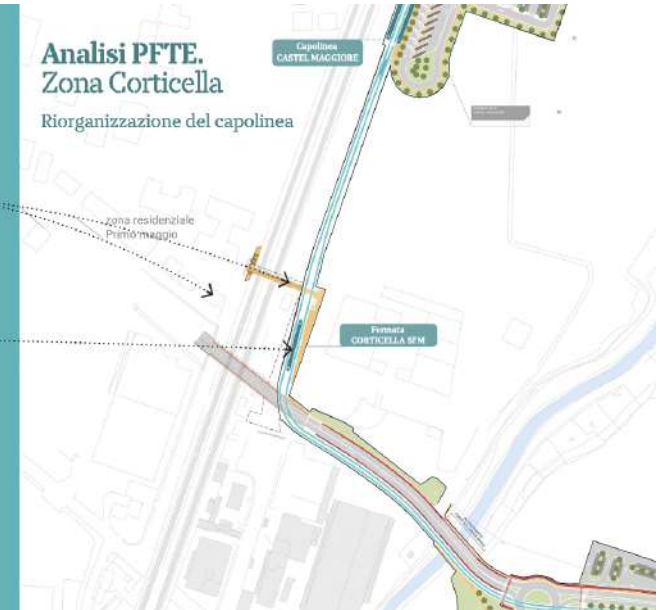 Analisi PFTE.
Zona Corticella
Riorganizzazione del capolinea
Capolinea
CASTEL MAGGIORE
zona residenziale
Primo maggio
Fermata
CORTICELLA SFM